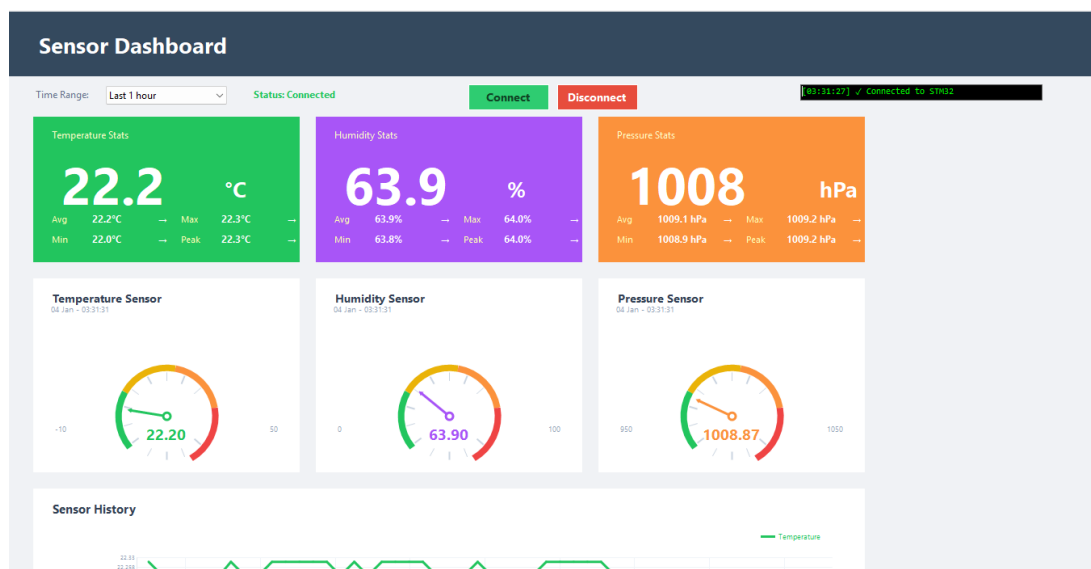 Sensor Dashboard
Time Range: Last 1 hour Status: Connected Connect Disconnect [03:31:27] ✓ Connected to STM32
Temperature Stats Humidity Stats Pressure Stats
22.2 °C 63.9 % 1008 hPa
Avg 22.2°C → Max 22.3°C → Avg 63.9% → Max 64.0% → Avg 1009.1 hPa → Max 1009.2 hPa →
Min 22.0°C → Peak 22.3°C → Min 63.8% → Peak 64.0% → Min 1008.9 hPa → Peak 1009.2 hPa →
Temperature Sensor Humidity Sensor Pressure Sensor
04 Jan - 03:31:31 04 Jan - 03:31:31 04 Jan - 03:31:31
-10 22.20 50 0 63.90 100 950 1008.87 1050
Sensor History
Temperature
22.33
22.268